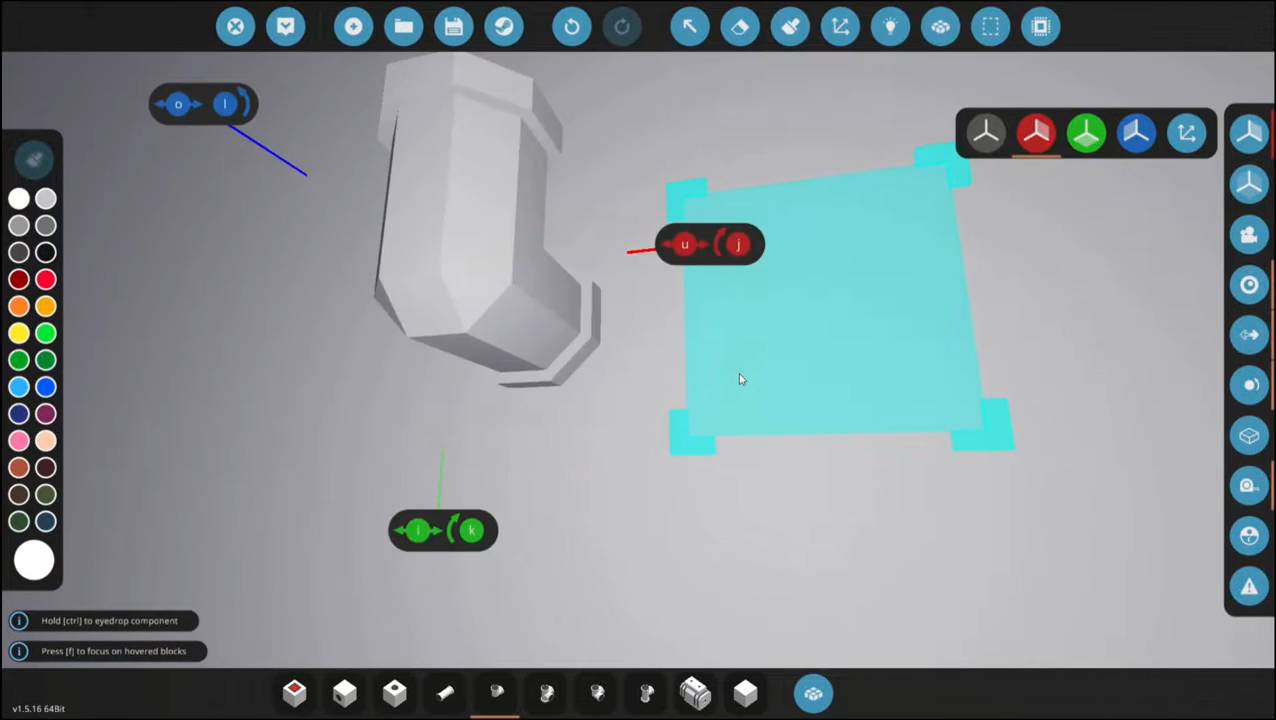 o l
u j
i k
Hold [ctrl] to eyedrop component
Press [f] to focus on hovered blocks
v1.5.16 64Bit